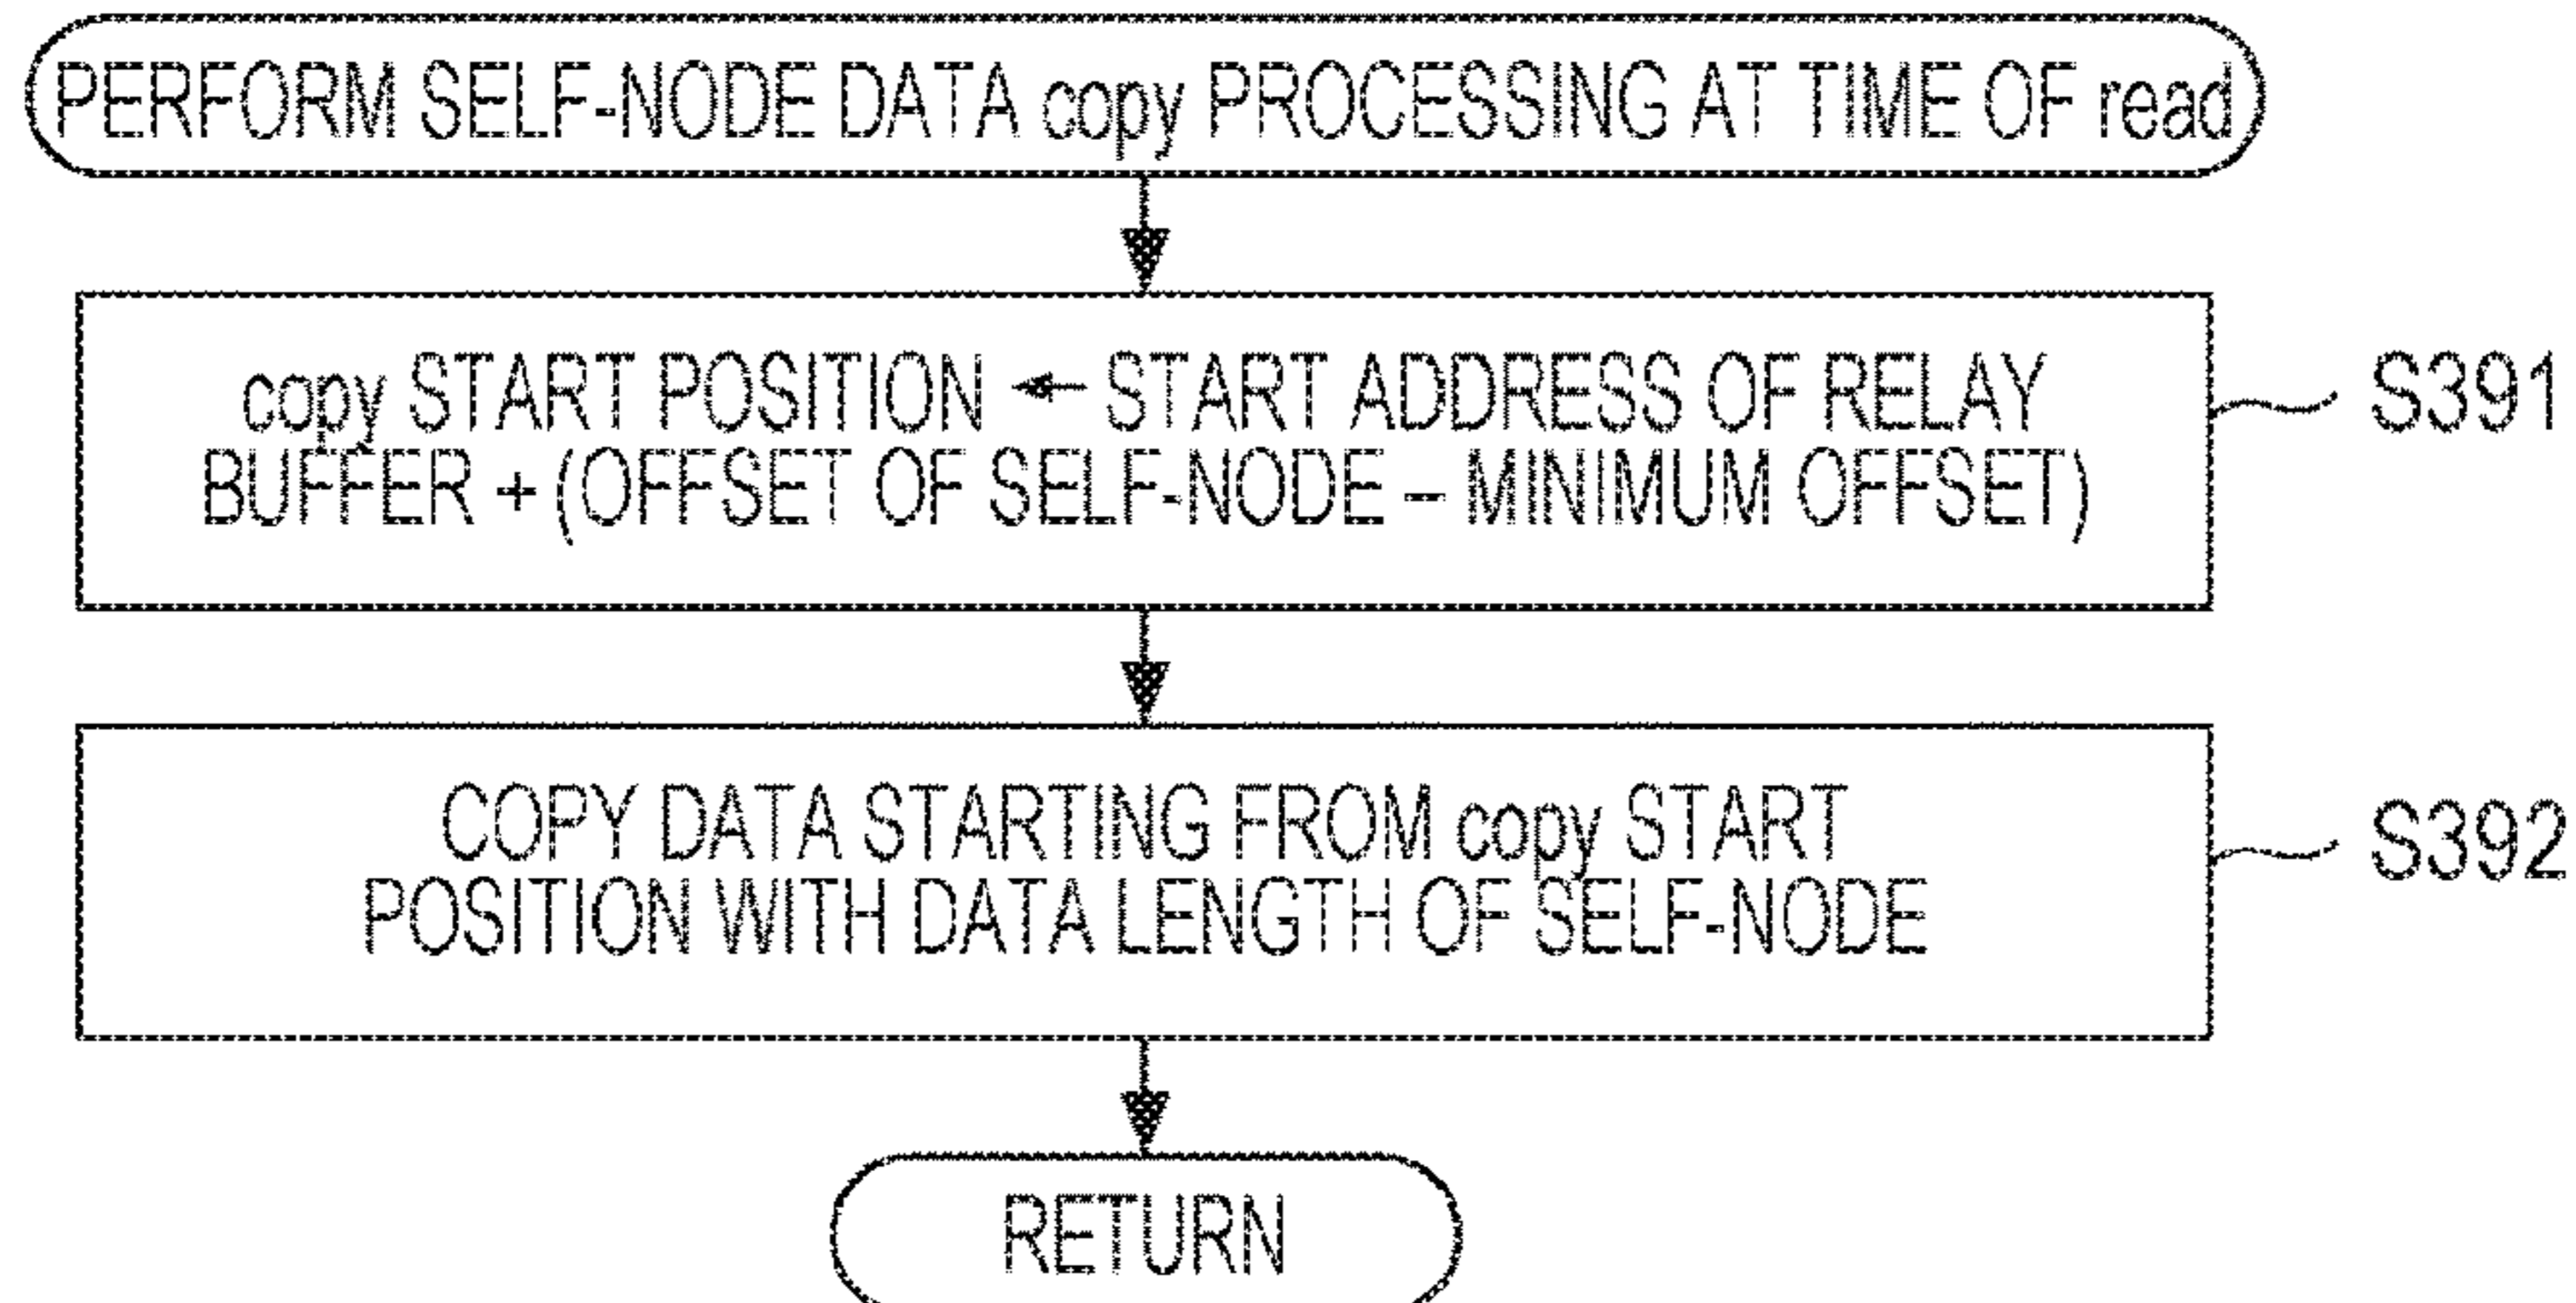 PERFORM SELF-NODE DATA copy PROCESSING AT TIME OF read
copy START POSITION ← START ADDRESS OF RELAY
BUFFER + (OFFSET OF SELF-NODE – MINIMUM OFFSET)
S391
COPY DATA STARTING FROM copy START
POSITION WITH DATA LENGTH OF SELF-NODE
S392
RETURN